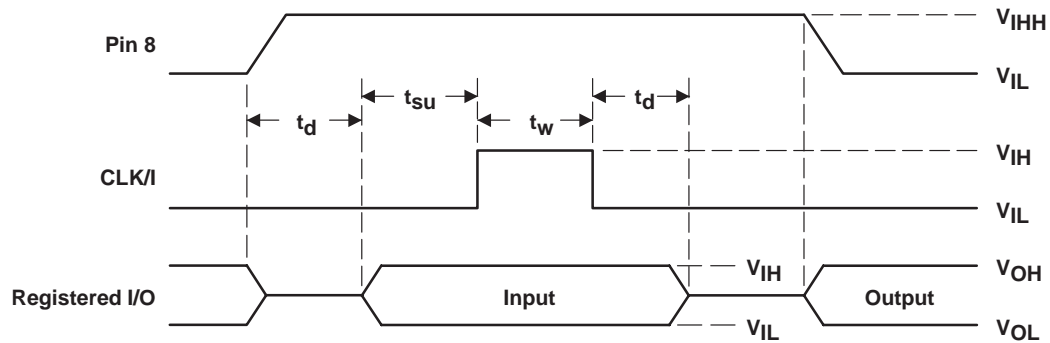 Pin 8
V_IHH
V_IL
t_d
t_su
t_w
t_d
CLK/I
V_IH
V_IL
Registered I/O
Input
V_IH
V_IL
Output
V_OH
V_OL